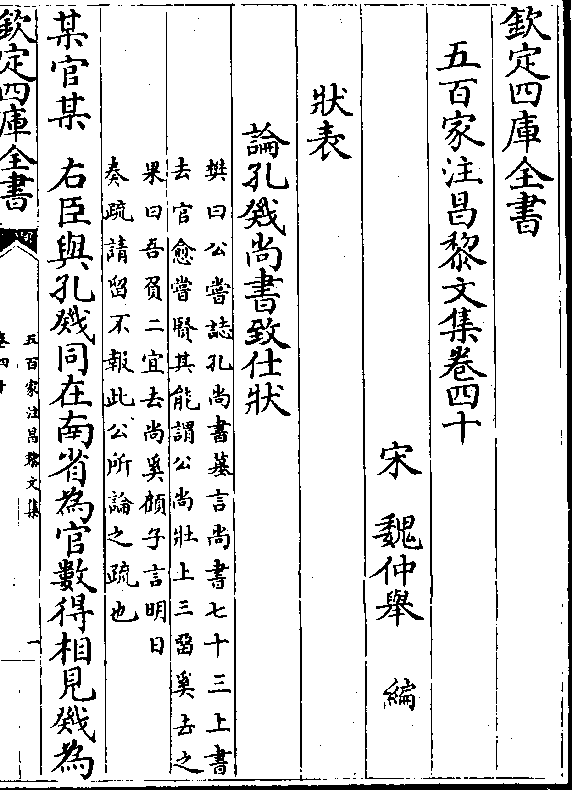 欽定四庫全書
五百家注昌黎文集卷四十
宋 魏仲舉 編
狀表
論孔戣尚書致仕狀
樊曰公嘗誌孔尚書墓言尚書七十三上書
去官愈嘗賢其能謂公尚壯上三留奚去之
果曰吾負二宜去尚奚顧子言明日
奏疏請留不報此公所論之疏也
某官某 右臣與孔戣同在南省為官數得相見戣為
欽定四庫全書
五百家注昌黎文集
卷四十
一